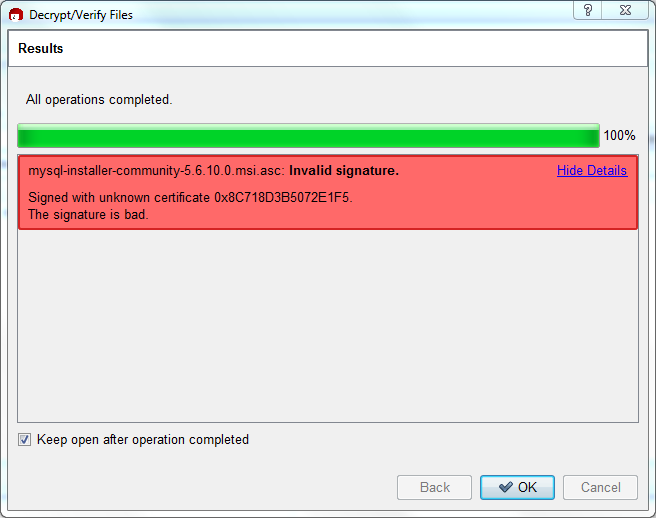 Decrypt/Verify Files
?
Results
All operations completed.
100%
mysql-installer-community-5.6.10.0.msi.asc: Invalid signature. Hide Details
Signed with unknown certificate 0x8C718D3B5072E1F5.
The signature is bad.
Keep open after operation completed
Back OK Cancel